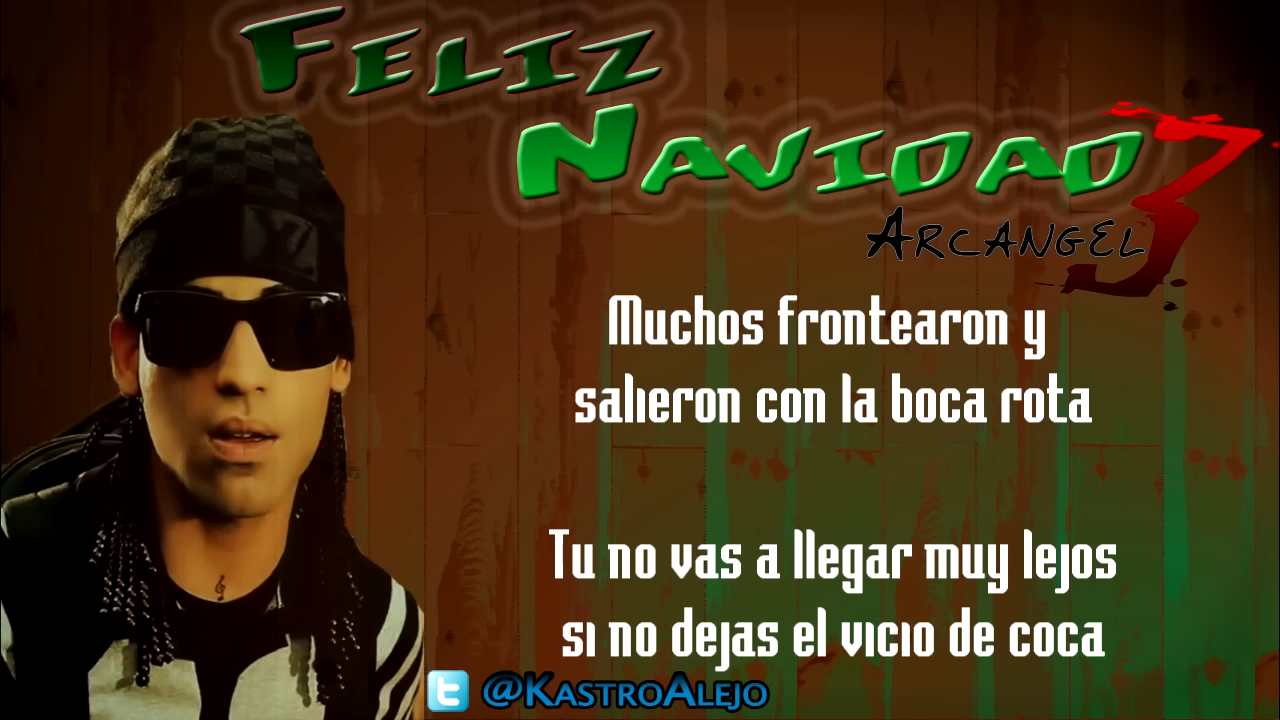 Feliz
Navidad 3
Arcangel
Muchos frontearon y
salieron con la boca rota
Tu no vas a llegar muy lejos
si no dejas el vicio de coca
@KastroAlejo